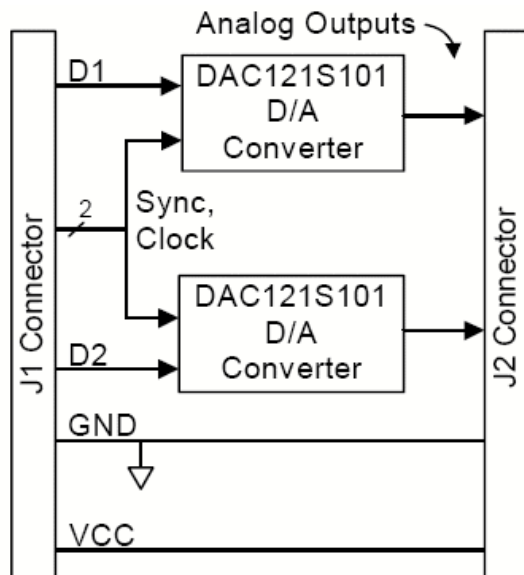 Analog Outputs
D1
DAC121S101
D/A
Converter
2
Sync,
Clock
DAC121S101
D/A
Converter
D2
GND
VCC
J1 Connector
J2 Connector